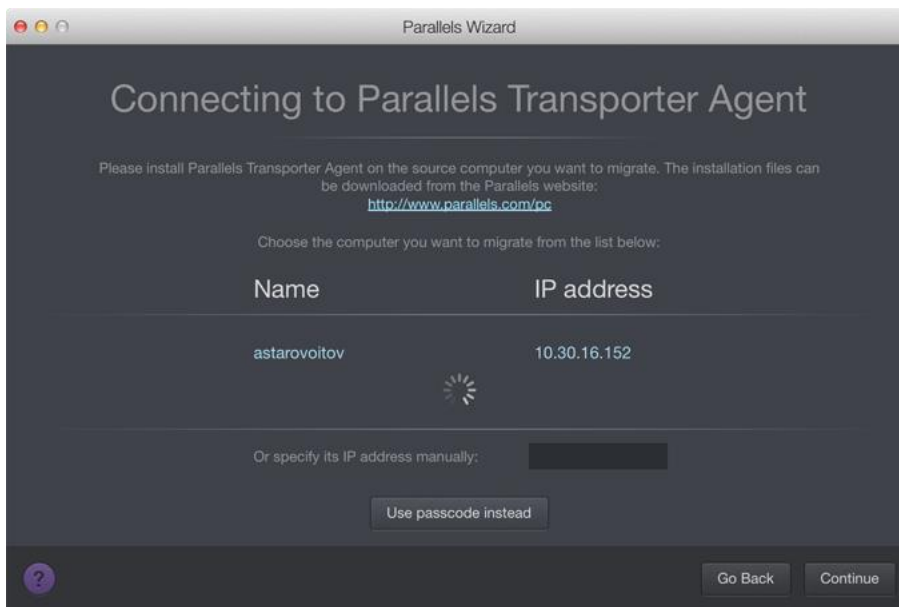 Parallels Wizard
Connecting to Parallels Transporter Agent
Please install Parallels Transporter Agent on the source computer you want to migrate. The installation files can
be downloaded from the Parallels website:
http://www.parallels.com/pc
Choose the computer you want to migrate from the list below:
Name IP address
astarovoitov 10.30.16.152
Or specify its IP address manually:
Use passcode instead
? Go Back Continue